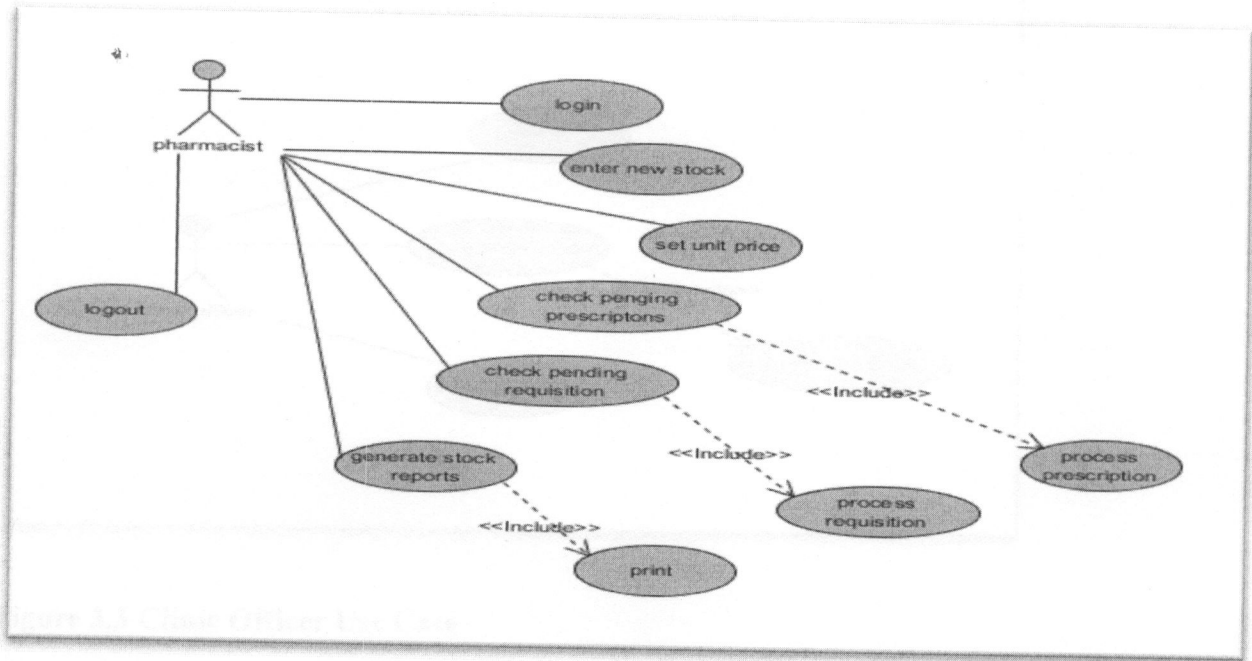 login
pharmacist
enter new stock
set unit price
check penging
prescriptons
logout
check pending
requisition
<<Include>>
generate stock
reports
<<Include>>
process
prescription
process
requisition
<<Include>>
print